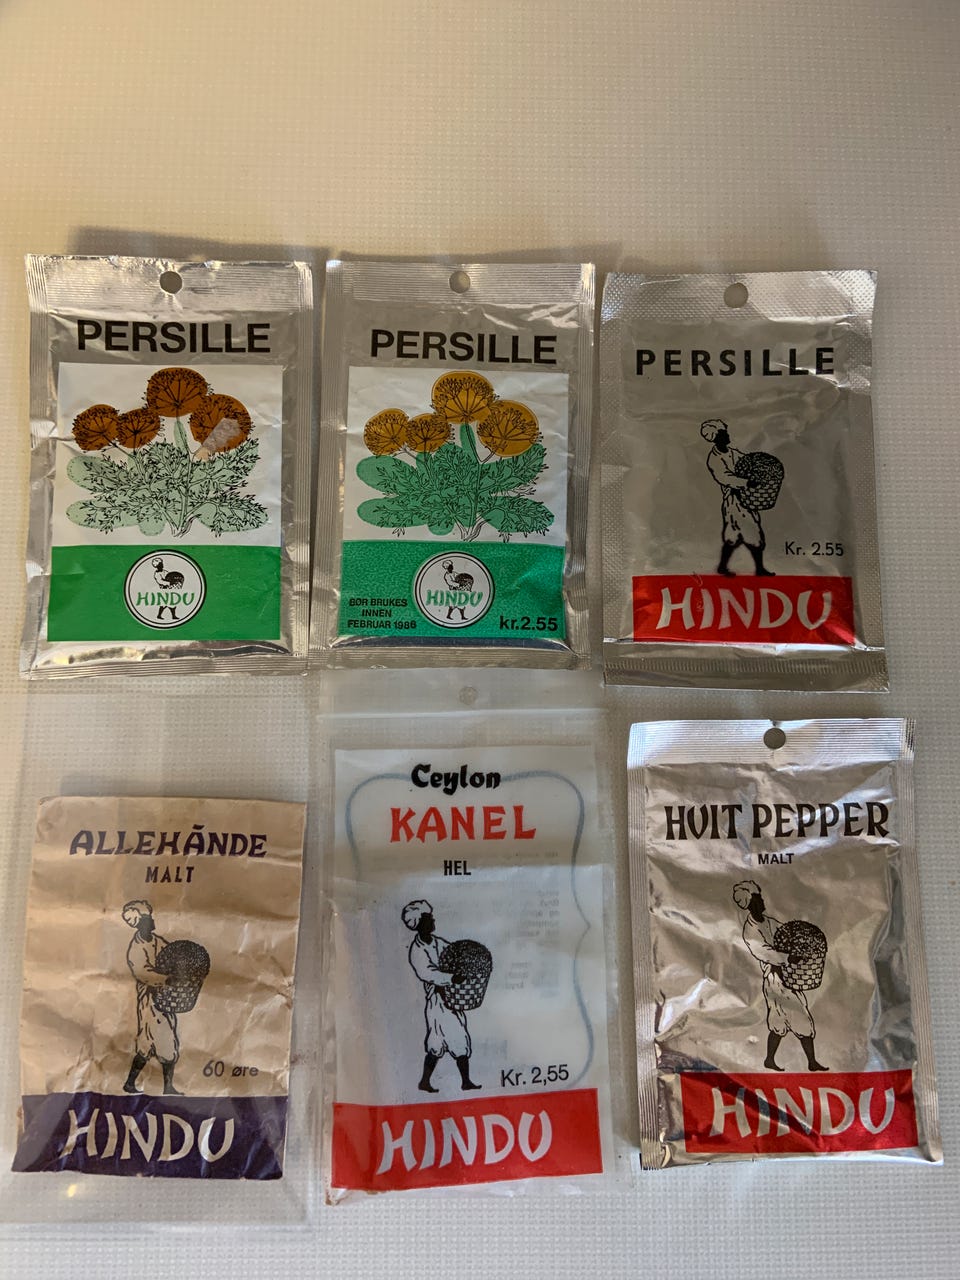 PERSILLE
HINDU
PERSILLE
BØR BRUKES
INNEN
FEBRUAR 1986
HINDU
kr.2.55
PERSILLE
Kr. 2.55
HINDU
ALLEHÅNDE
MALT
60 øre
HINDU
Ceylon
KANEL
HEL
Kr. 2,55
HINDU
HVIT PEPPER
MALT
HINDU